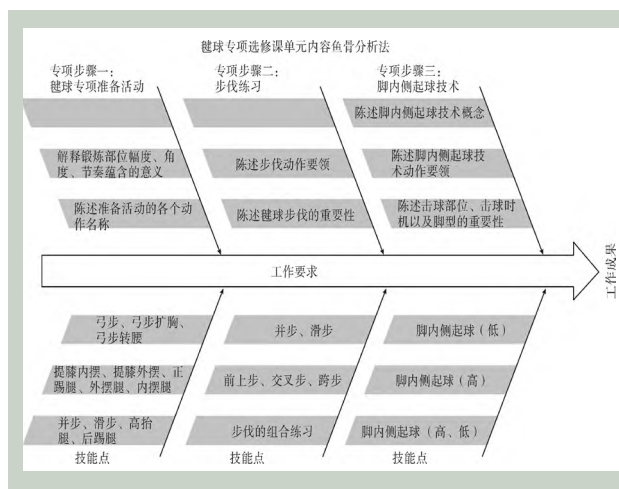 毽球专项选修课单元内容鱼骨分析法
专项步骤一：
毽球专项准备活动
专项步骤二：
步伐练习
专项步骤三：
脚内侧起球技术
陈述脚内侧起球技术概念
解释锻炼部位幅度、角
度、节奏蕴含的意义
陈述步伐动作要领
陈述脚内侧起球技
术动作要领
陈述准备活动的各个动
作名称
陈述毽球步伐的重要性
陈述击球部位、击球时
机以及脚型的重要性
工作要求
工作成果
弓步、弓步扩胸、
弓步转腰
并步、滑步
脚内侧起球（低）
提膝内摆、提膝外摆、正
踢腿、外摆腿、内摆腿
前上步、交叉步、跨步
脚内侧起球（高）
并步、滑步、高抬
腿、后踢腿
步伐的组合练习
脚内侧起球（高、低）
技能点
技能点
技能点